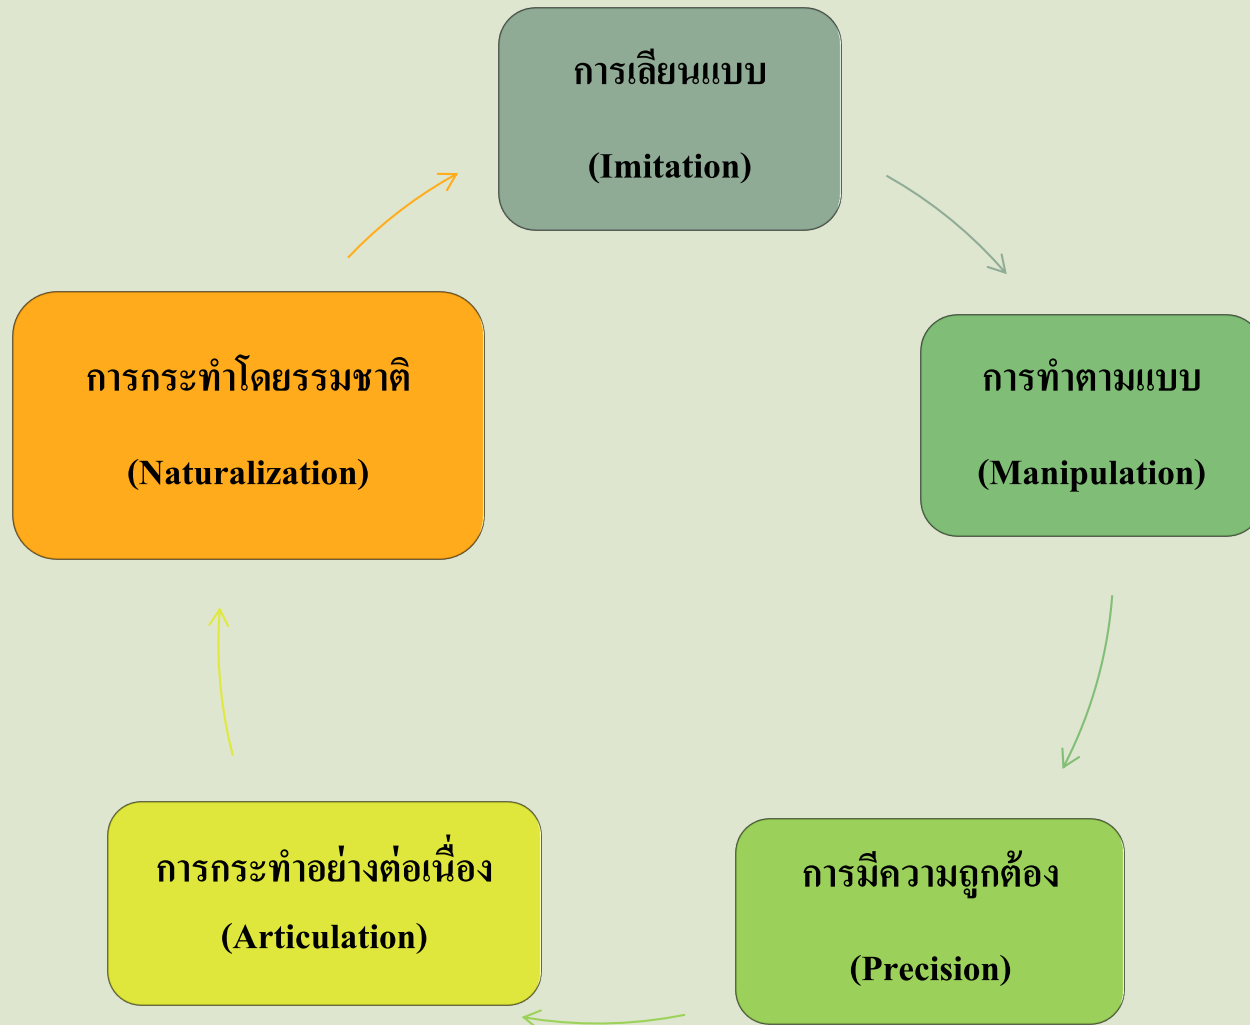 การเลียนแบบ
(Imitation)
การทำตามแบบ
(Manipulation)
การมีความถูกต้อง
(Precision)
การกระทำอย่างต่อเนื่อง
(Articulation)
การกระทำโดยรรมชาติ
(Naturalization)